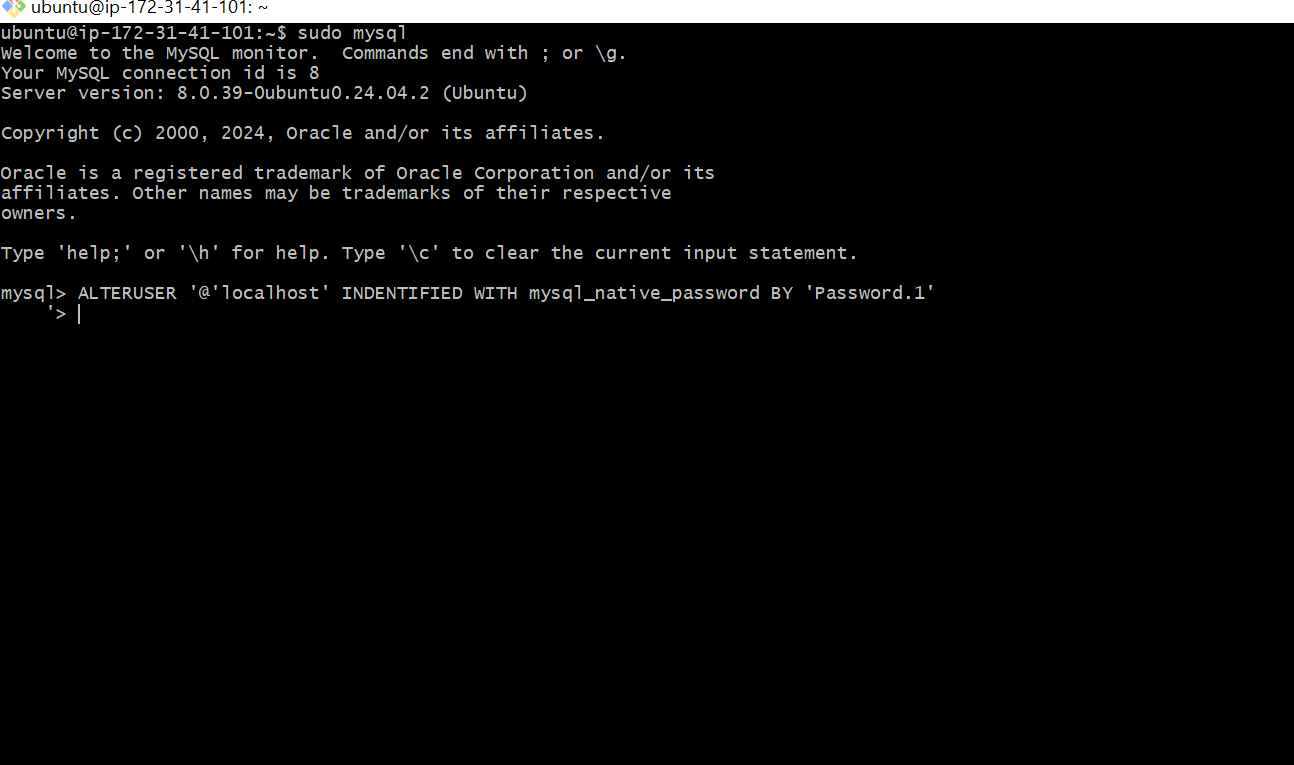 ubuntu@ip-172-31-41-101: ~
ubuntu@ip-172-31-41-101:~$ sudo mysql
Welcome to the MySQL monitor.  Commands end with ; or \g.
Your MySQL connection id is 8
Server version: 8.0.39-0ubuntu0.24.04.2 (Ubuntu)
Copyright (c) 2000, 2024, Oracle and/or its affiliates.
Oracle is a registered trademark of Oracle Corporation and/or its
affiliates. Other names may be trademarks of their respective
owners.
Type 'help;' or '\h' for help. Type '\c' to clear the current input statement.
mysql> ALTERUSER '@'localhost' INDENTIFIED WITH mysql_native_password BY 'Password.1'
    '>